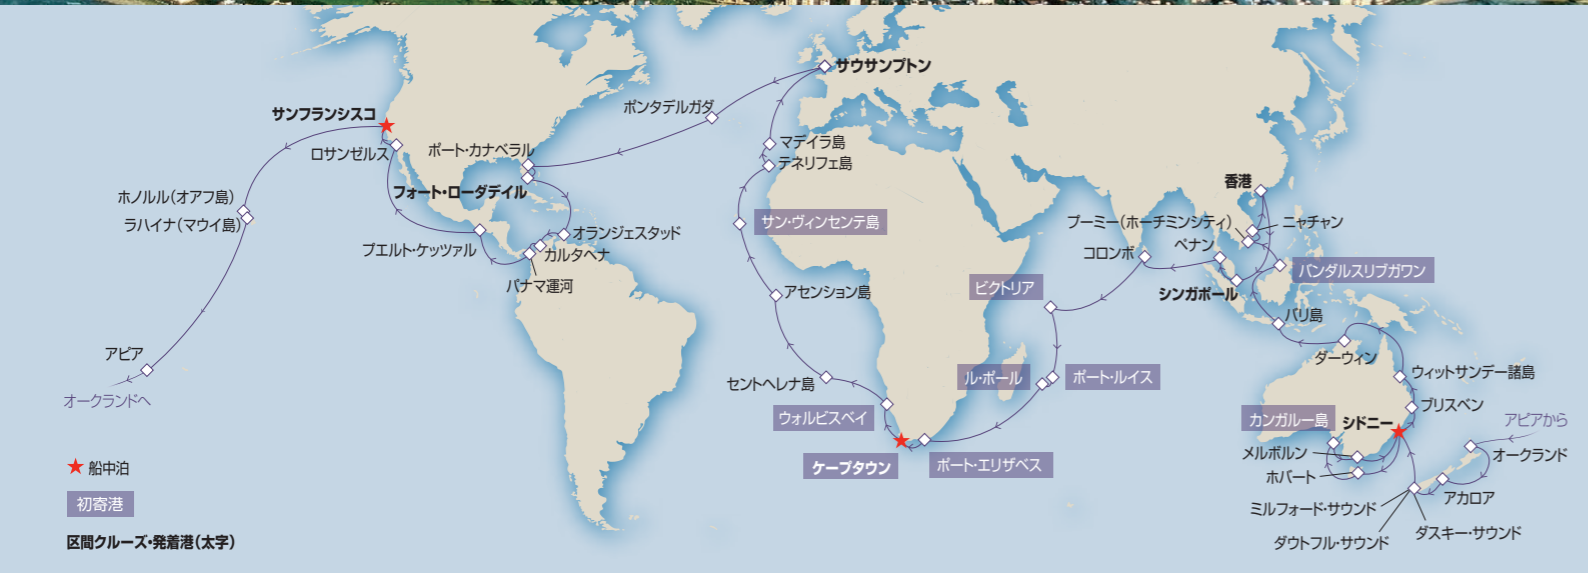 サウサンプトン
ポンタデルガダ
サンフランシスコ
ロサンゼルス
ポート・カナベラル
フォート・ローダデイル
マデイラ島
テネリフェ島
ホノルル(オアフ島)
ラハイナ(マウイ島)
サン・ヴィンセンテ島
オランジェスタッド
カルタヘナ
プエルト・ケッツァル
パナマ運河
アセンション島
香港
プーミー(ホーチミンシティ)
ニャチャン
ペナン
コロンボ
バンダルスリブガワン
シンガポール
ビクトリア
バリ島
アピア
オークランドへ
セントヘレナ島
ル・ポール
ポート・ルイス
ダーウィン
ウィットサンデー諸島
ブリスベン
ウォルビスベイ
カンガルー島
シドニー
アピアから
オークランド
ケープタウン
ポート・エリザベス
メルボルン
ホバート
アカロア
ミルフォード・サウンド
ダウトフル・サウンド
ダスキー・サウンド
船中泊
初寄港
区間クルーズ・発着港(太字)